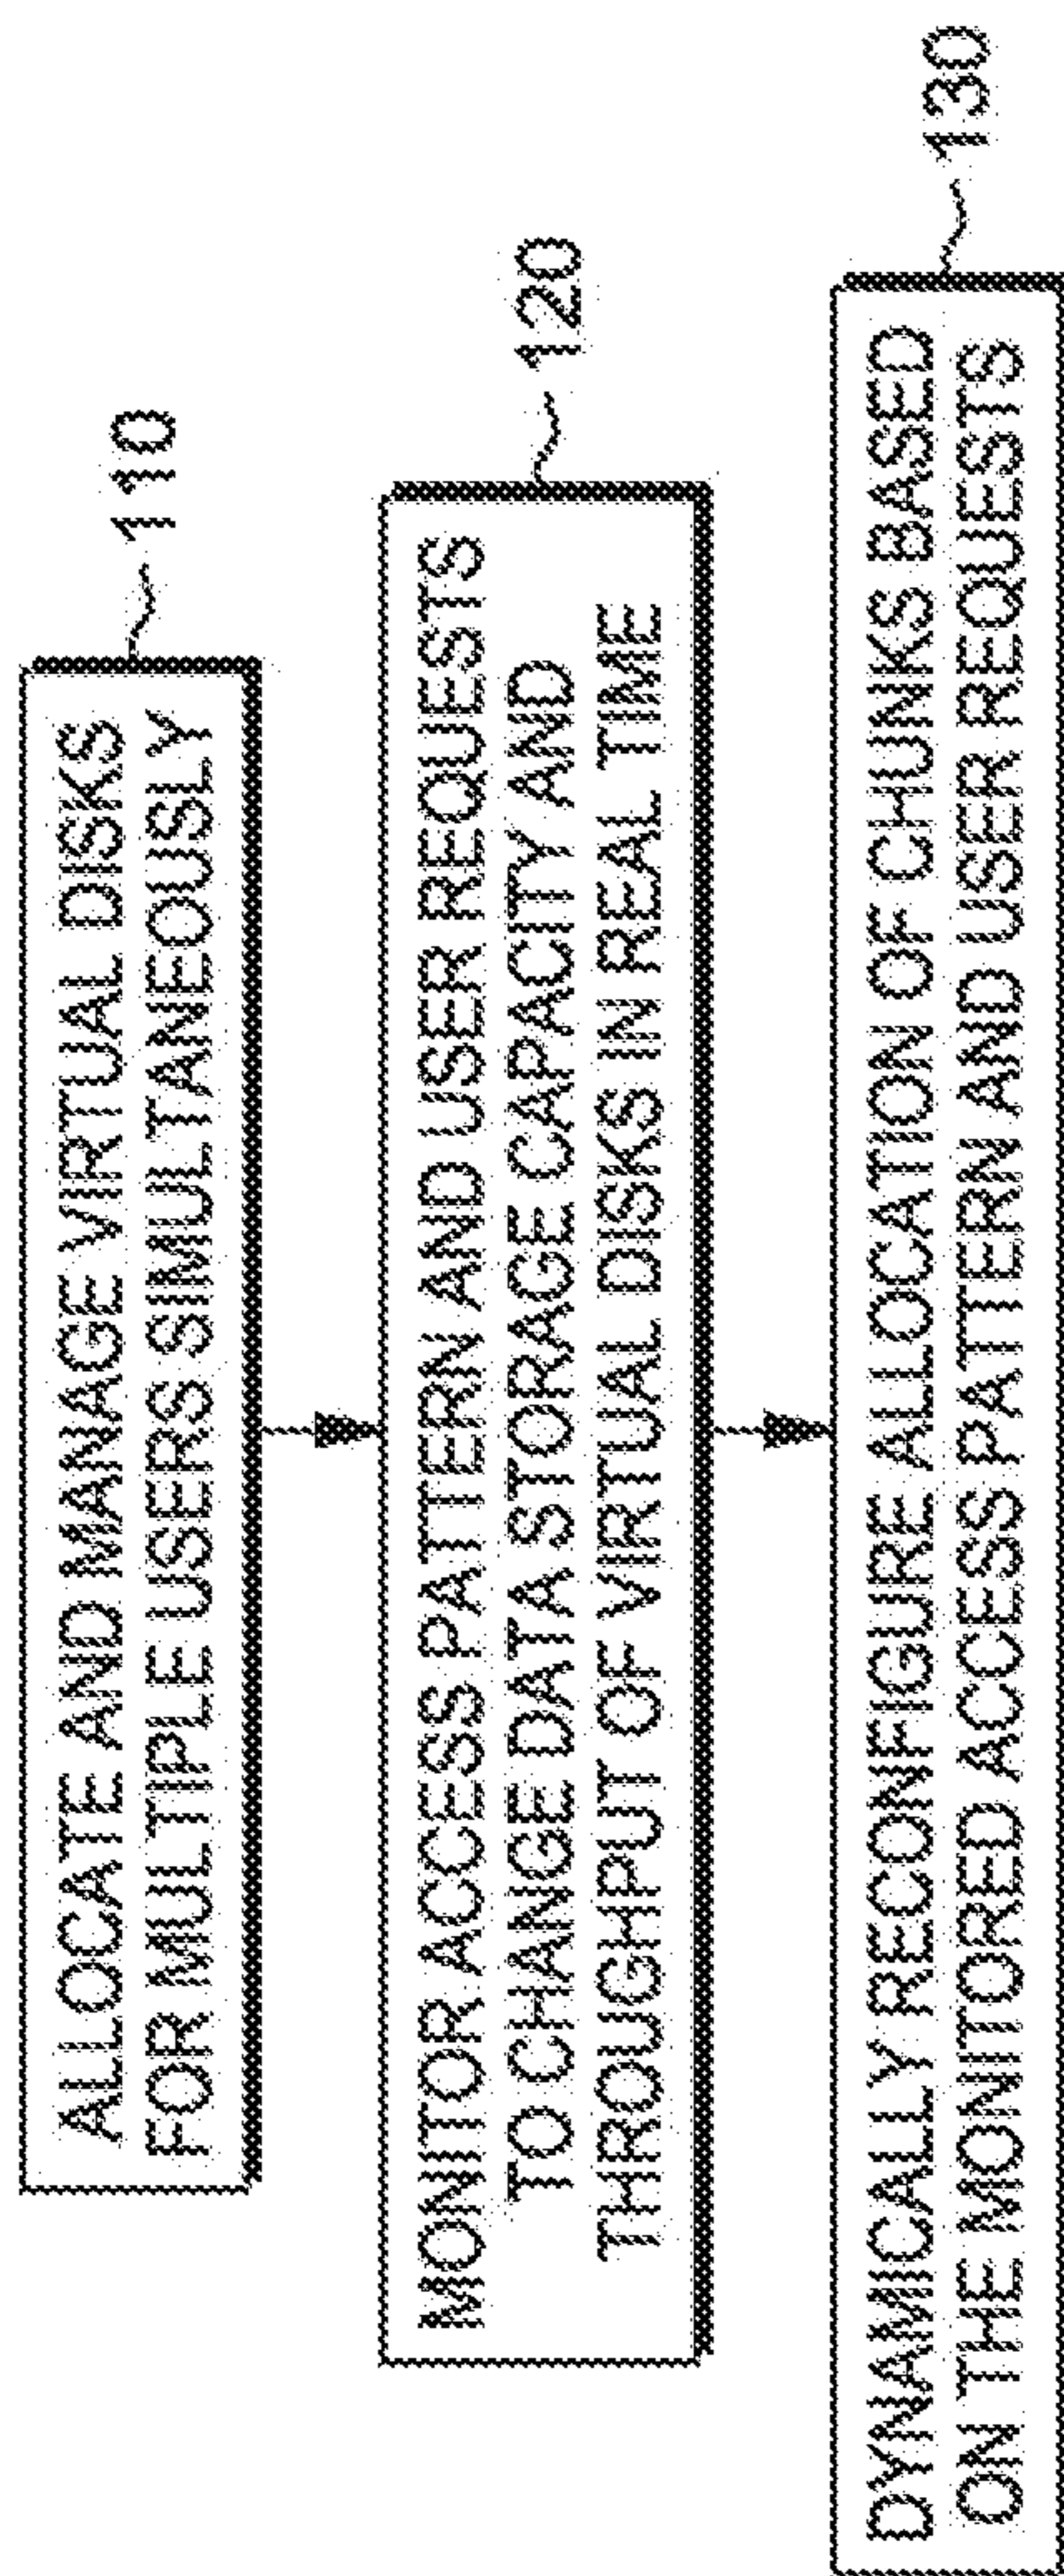 ALLOCATE AND MANAGE VIRTUAL DISKS
FOR MULTIPLE USERS SIMULTANEOUSLY
110
MONITOR ACCESS PATTERN AND USER REQUESTS
TO CHANGE DATA STORAGE CAPACITY AND
THROUGHPUT OF VIRTUAL DISKS IN REAL TIME
120
DYNAMICALLY RECONFIGURE ALLOCATION OF CHUNKS BASED
ON THE MONITORED ACCESS PATTERN AND USER REQUESTS
130